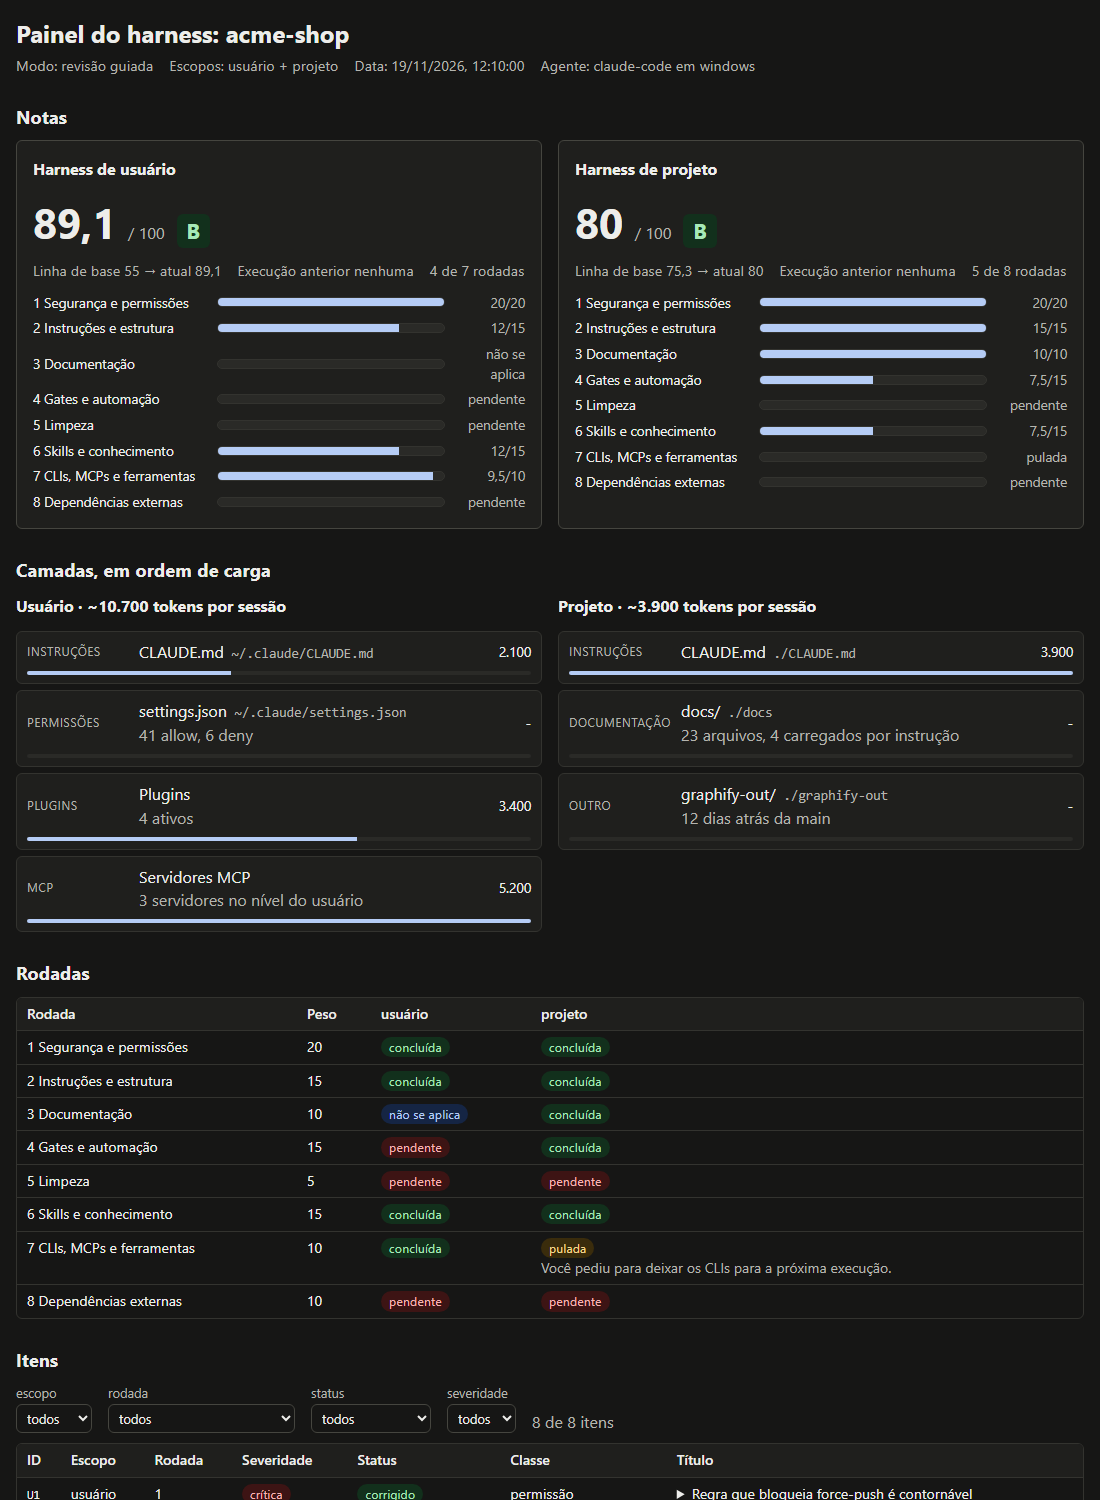 Painel do harness: acme-shop
Modo: revisão guiada Escopos: usuário + projeto Data: 19/11/2026, 12:10:00 Agente: claude-code em windows
Notas
Harness de usuário
89,1 / 100 B
Linha de base 55 → atual 89,1 Execução anterior nenhuma 4 de 7 rodadas
1 Segurança e permissões 20/20
2 Instruções e estrutura 12/15
3 Documentação não se aplica
4 Gates e automação pendente
5 Limpeza pendente
6 Skills e conhecimento 12/15
7 CLIs, MCPs e ferramentas 9,5/10
8 Dependências externas pendente
Harness de projeto
80 / 100 B
Linha de base 75,3 → atual 80 Execução anterior nenhuma 5 de 8 rodadas
1 Segurança e permissões 20/20
2 Instruções e estrutura 15/15
3 Documentação 10/10
4 Gates e automação 7,5/15
5 Limpeza pendente
6 Skills e conhecimento 7,5/15
7 CLIs, MCPs e ferramentas pulada
8 Dependências externas pendente
Camadas, em ordem de carga
Usuário · ~10.700 tokens por sessão
INSTRUÇÕES CLAUDE.md ~/.claude/CLAUDE.md 2.100
PERMISSÕES settings.json ~/.claude/settings.json -
41 allow, 6 deny
PLUGINS Plugins 3.400
4 ativos
MCP Servidores MCP 5.200
3 servidores no nível do usuário
Projeto · ~3.900 tokens por sessão
INSTRUÇÕES CLAUDE.md ./CLAUDE.md 3.900
DOCUMENTAÇÃO docs/ ./docs -
23 arquivos, 4 carregados por instrução
OUTRO graphify-out/ ./graphify-out -
12 dias atrás da main
Rodadas
Rodada Peso usuário projeto
1 Segurança e permissões 20 concluída concluída
2 Instruções e estrutura 15 concluída concluída
3 Documentação 10 não se aplica concluída
4 Gates e automação 15 pendente concluída
5 Limpeza 5 pendente pendente
6 Skills e conhecimento 15 concluída concluída
7 CLIs, MCPs e ferramentas 10 concluída pulada
Você pediu para deixar os CLIs para a próxima execução.
8 Dependências externas 10 pendente pendente
Itens
escopo rodada status severidade
todos todos todos todos 8 de 8 itens
ID Escopo Rodada Severidade Status Classe Título
U1 usuário 1 crítica corrigido permissão ▶ Regra que bloqueia force-push é contornável